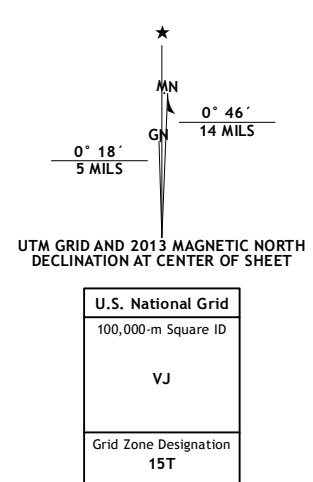 ★
MN
0° 46´
14 MILS
GN
0° 18´
5 MILS
UTM GRID AND 2013 MAGNETIC NORTH
DECLINATION AT CENTER OF SHEET
U.S. National Grid
100,000-m Square ID
VJ
Grid Zone Designation
15T